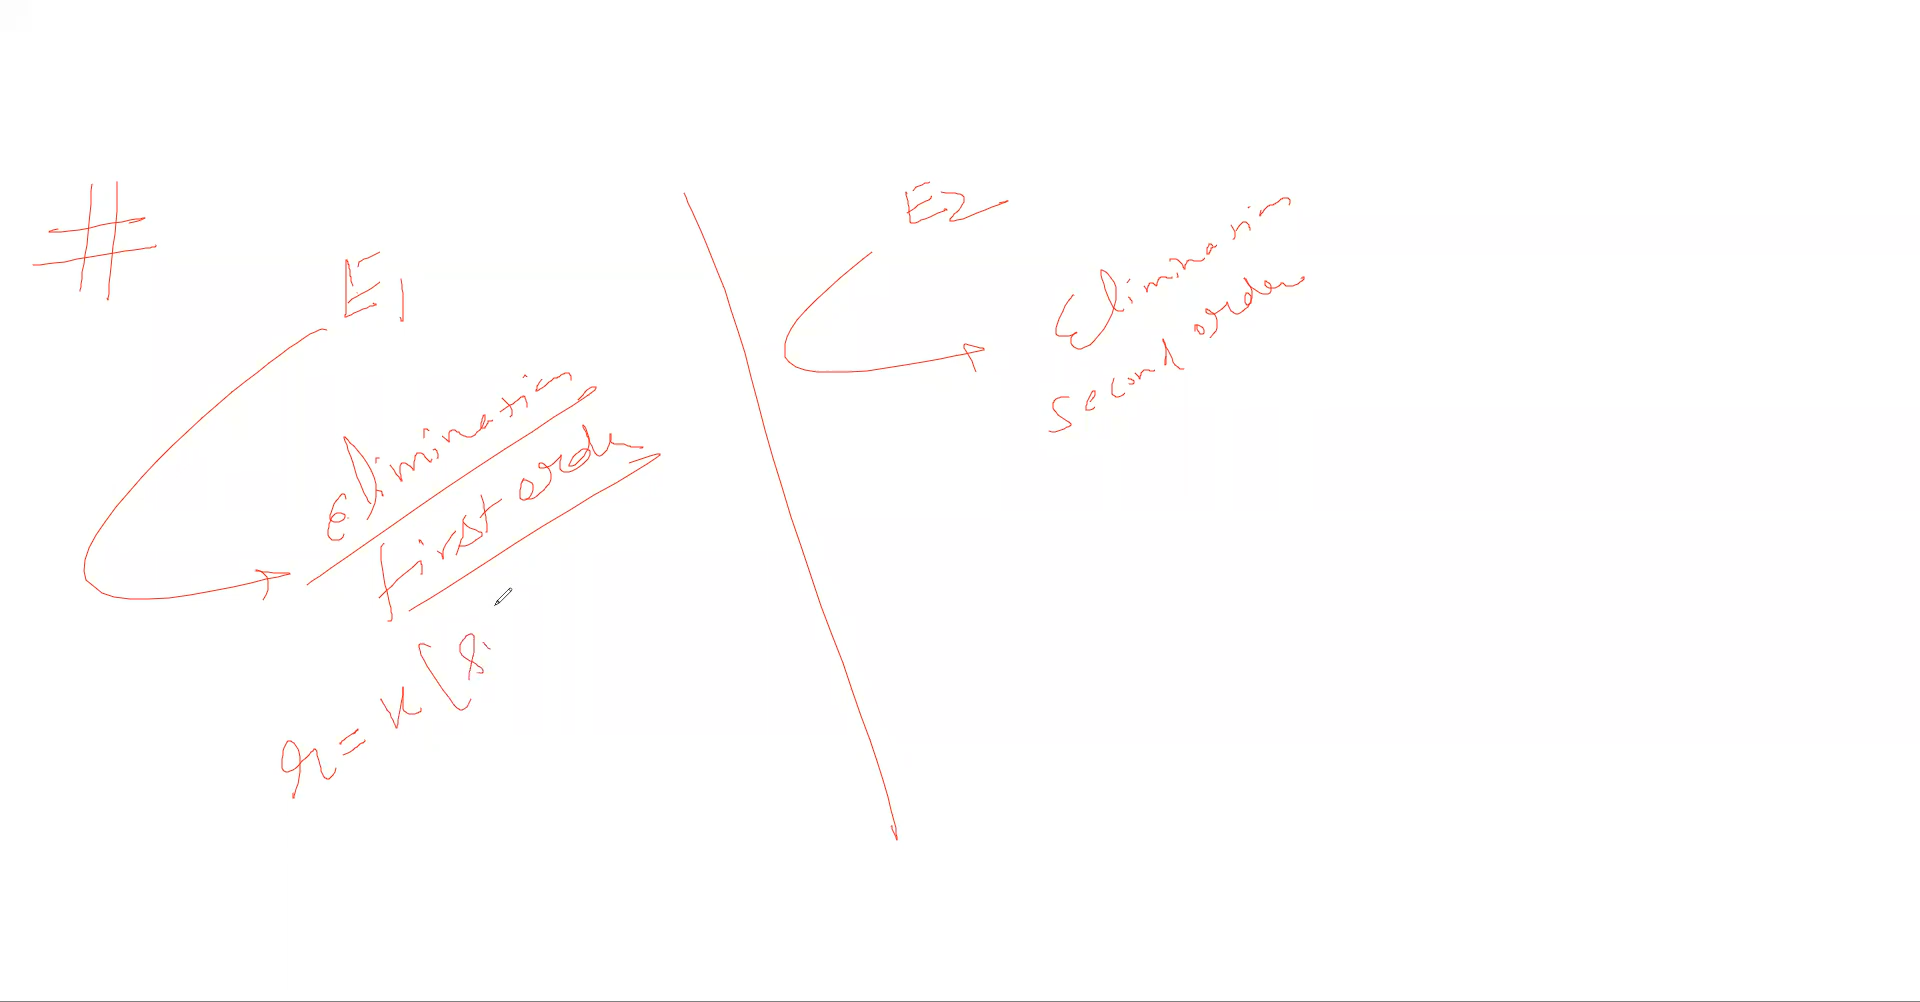 #
E1
Elimination
first order
r = K [S
E2
Elimination
second order